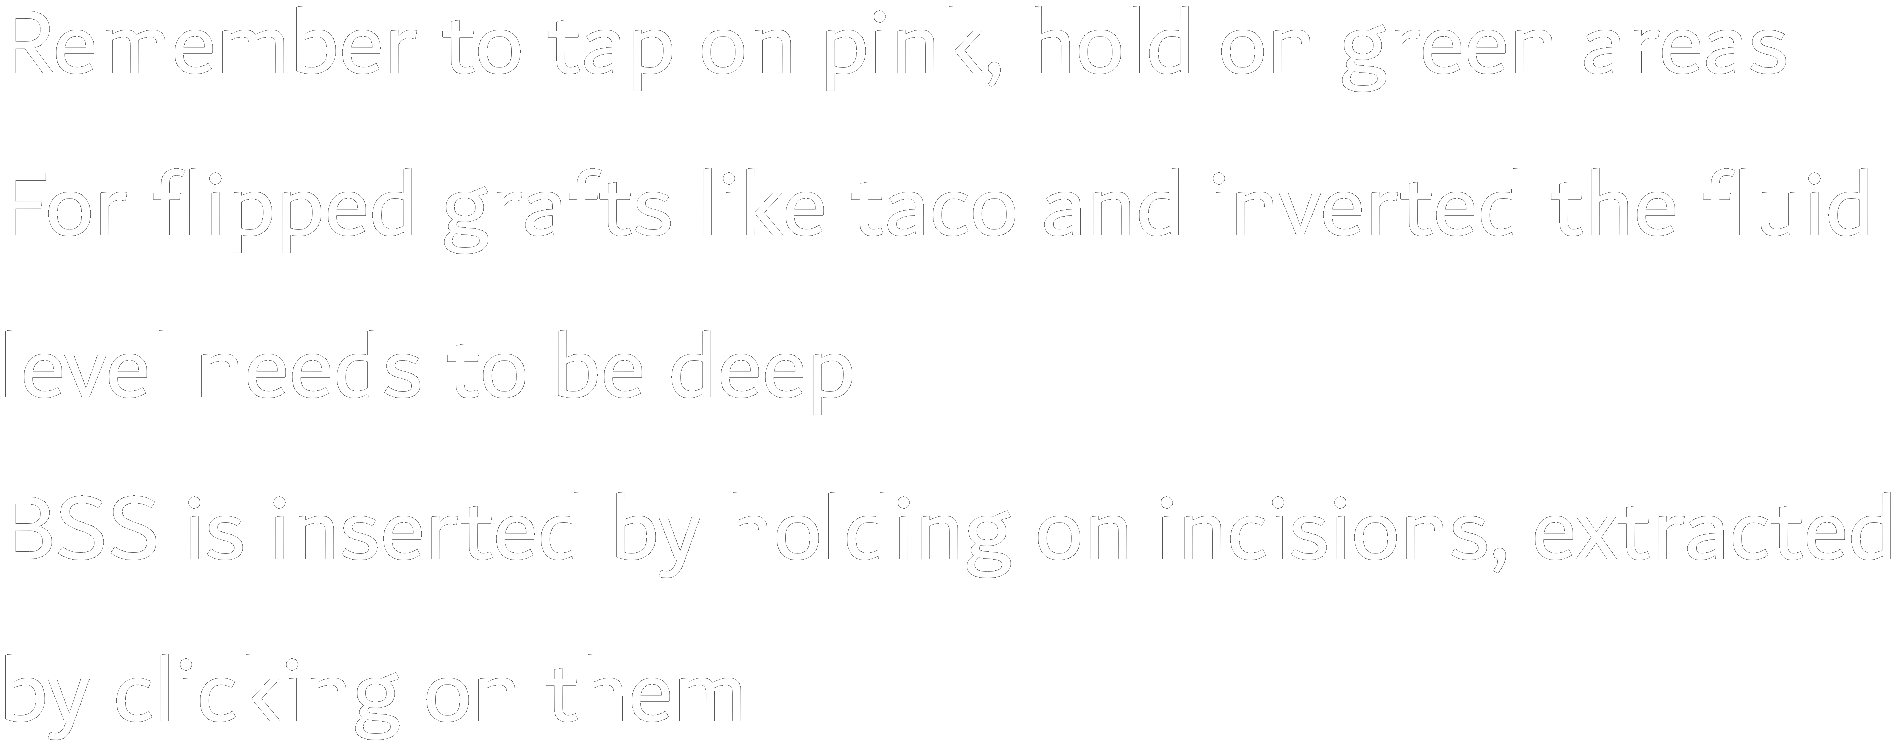 Remember to tap on pink, hold on green areas
For flipped grafts like taco and inverted the fluid
level needs to be deep
BSS is inserted by holding on incisions, extracted
by clicking on them